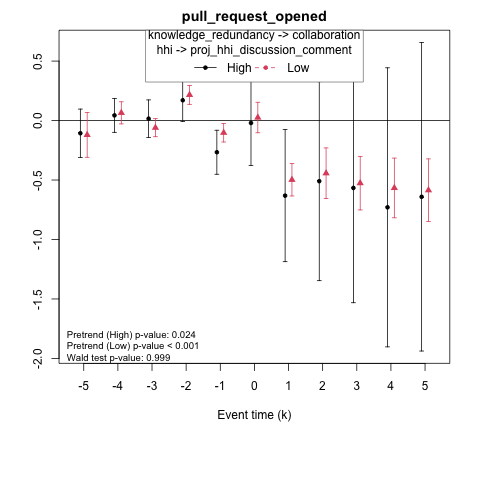 pull_request_opened
knowledge_redundancy -> collaboration
hhi -> proj_hhi_discussion_comment
High Low
0.5
0.0
-0.5
-1.0
-1.5
-2.0
Pretrend (High) p-value: 0.024
Pretrend (Low) p-value < 0.001
Wald test p-value: 0.999
-5 -4 -3 -2 -1 0 1 2 3 4 5
Event time (k)